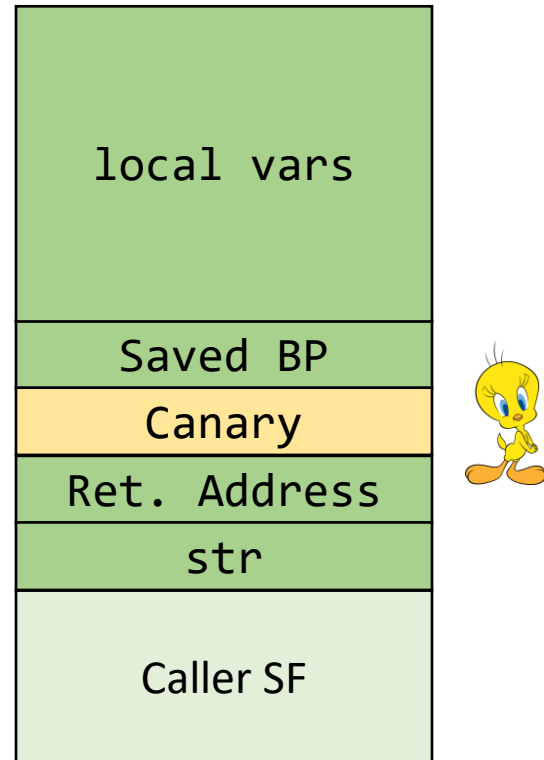 local vars
Saved BP
Canary
Ret. Address
str
Caller SF